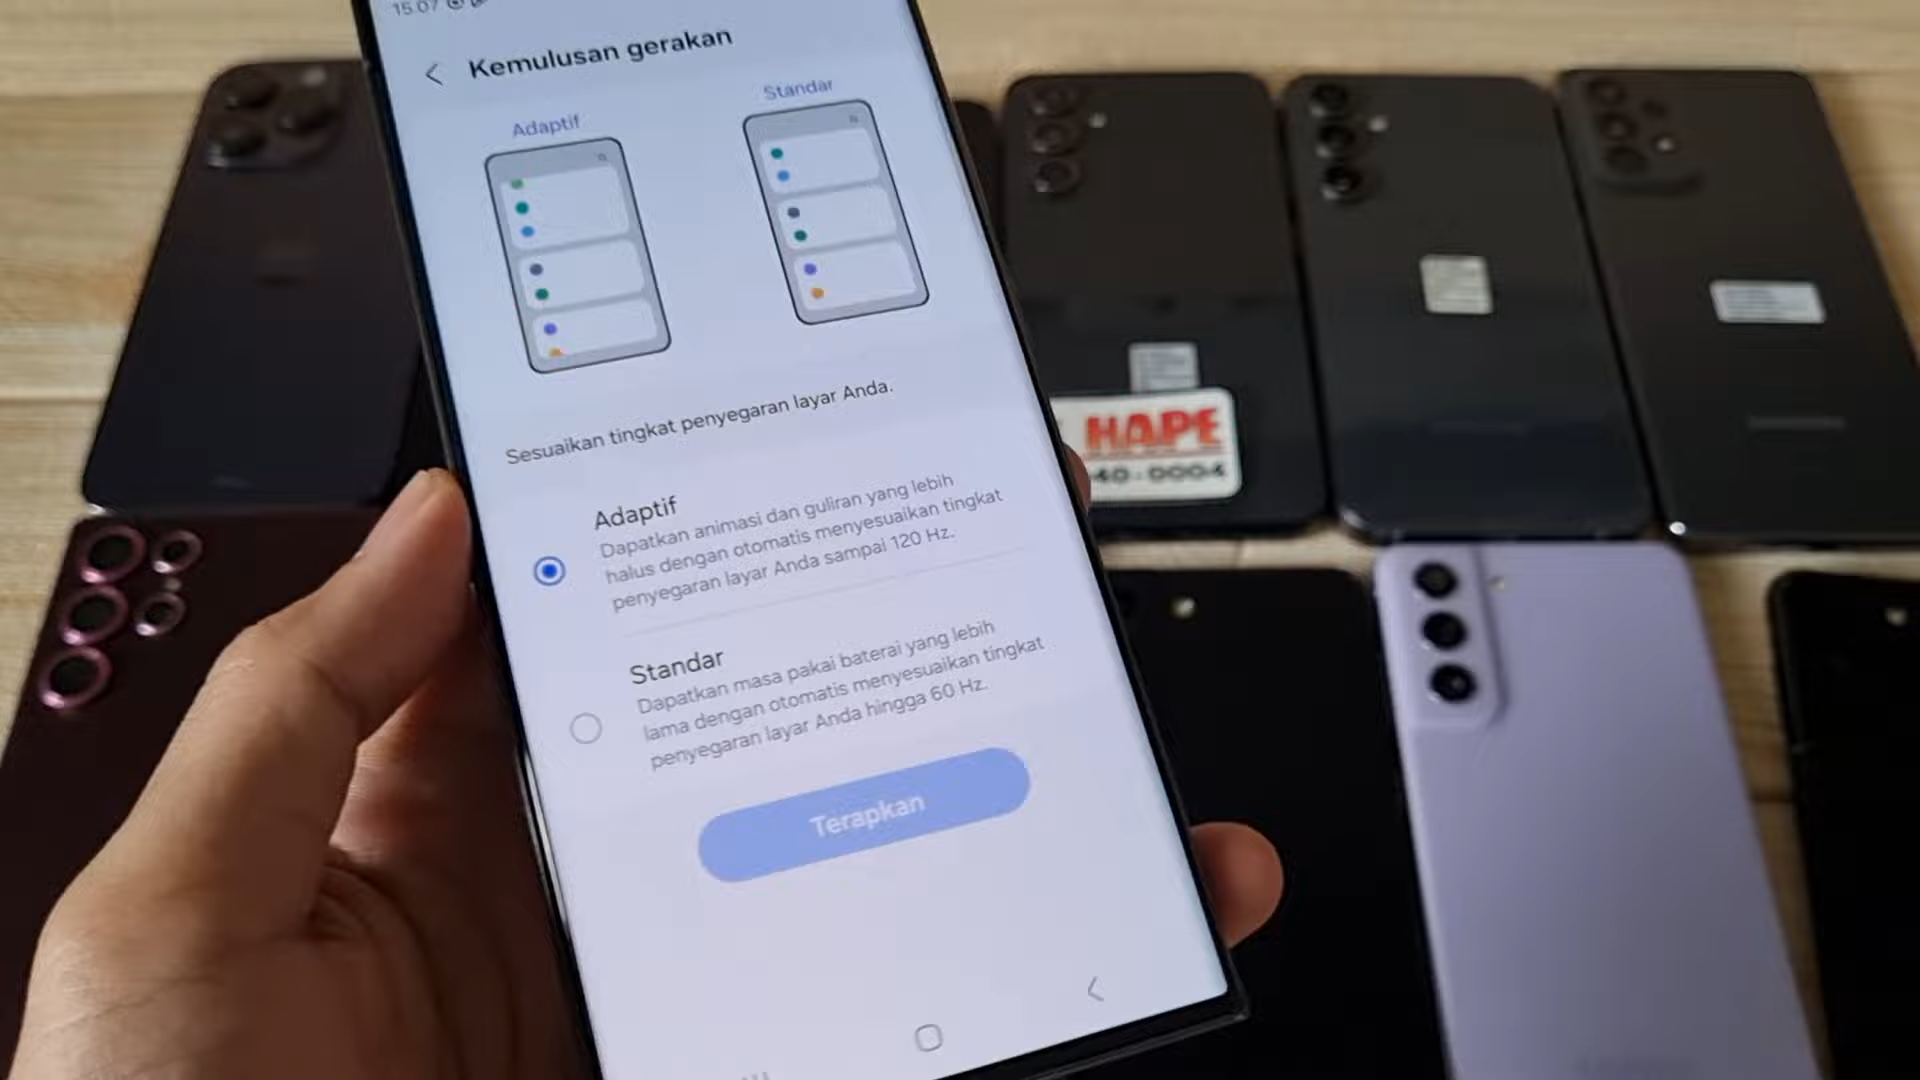 15.07
Kemulusan gerakan
Adaptif
Standar
Sesuaikan tingkat penyegaran layar Anda.
Adaptif
Dapatkan animasi dan guliran yang lebih
halus dengan otomatis menyesuaikan tingkat
penyegaran layar Anda sampai 120 Hz.
Standar
Dapatkan masa pakai baterai yang lebih
lama dengan otomatis menyesuaikan tingkat
penyegaran layar Anda hingga 60 Hz.
Terapkan
HAPE
40-0004